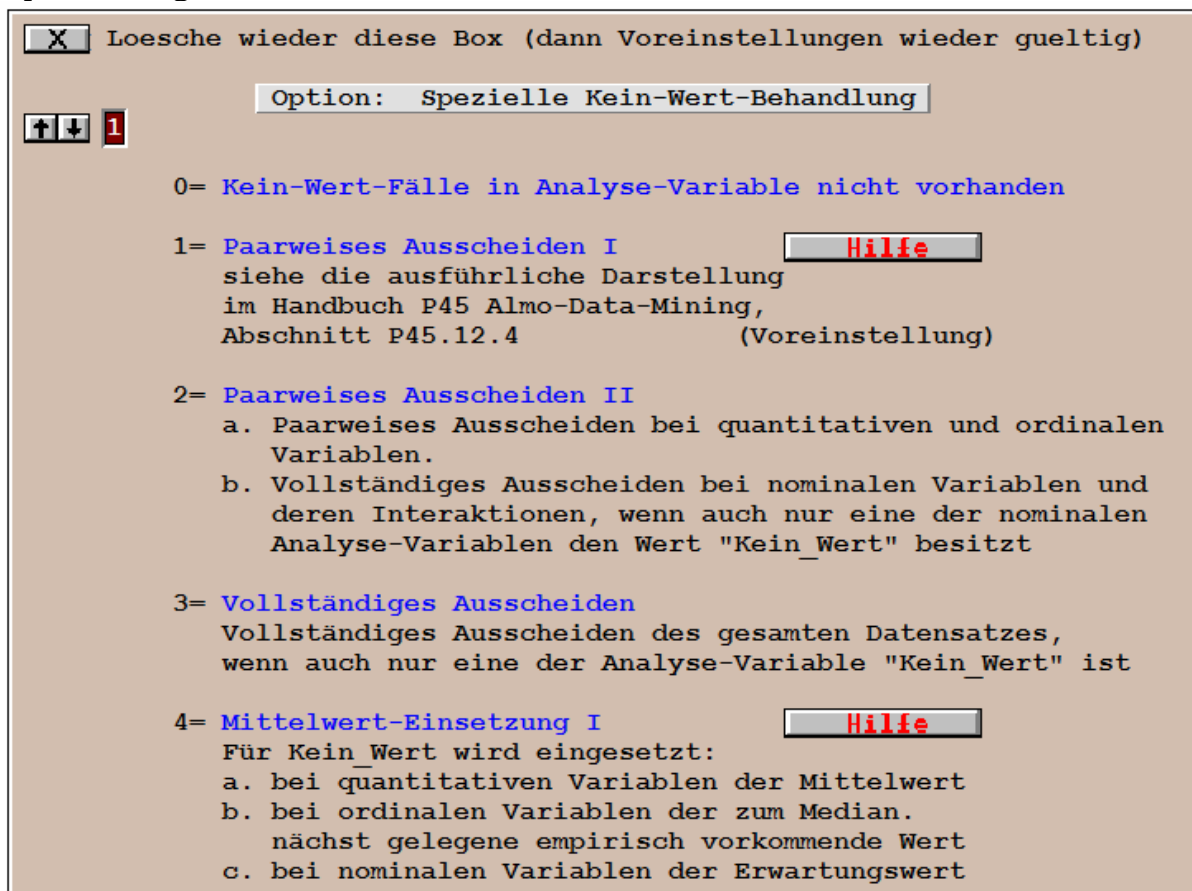 X Loesche wieder diese Box (dann Voreinstellungen wieder gueltig)
Option: Spezielle Kein-Wert-Behandlung
1
0= Kein-Wert-Fälle in Analyse-Variable nicht vorhanden
1= Paarweises Ausscheiden I Hilfe
siehe die ausführliche Darstellung
im Handbuch P45 Almo-Data-Mining,
Abschnitt P45.12.4 (Voreinstellung)
2= Paarweises Ausscheiden II
a. Paarweises Ausscheiden bei quantitativen und ordinalen
Variablen.
b. Vollständiges Ausscheiden bei nominalen Variablen und
deren Interaktionen, wenn auch nur eine der nominalen
Analyse-Variablen den Wert "Kein_Wert" besitzt
3= Vollständiges Ausscheiden
Vollständiges Ausscheiden des gesamten Datensatzes,
wenn auch nur eine der Analyse-Variable "Kein_Wert" ist
4= Mittelwert-Einsetzung I Hilfe
Für Kein_Wert wird eingesetzt:
a. bei quantitativen Variablen der Mittelwert
b. bei ordinalen Variablen der zum Median.
nächst gelegene empirisch vorkommende Wert
c. bei nominalen Variablen der Erwartungswert